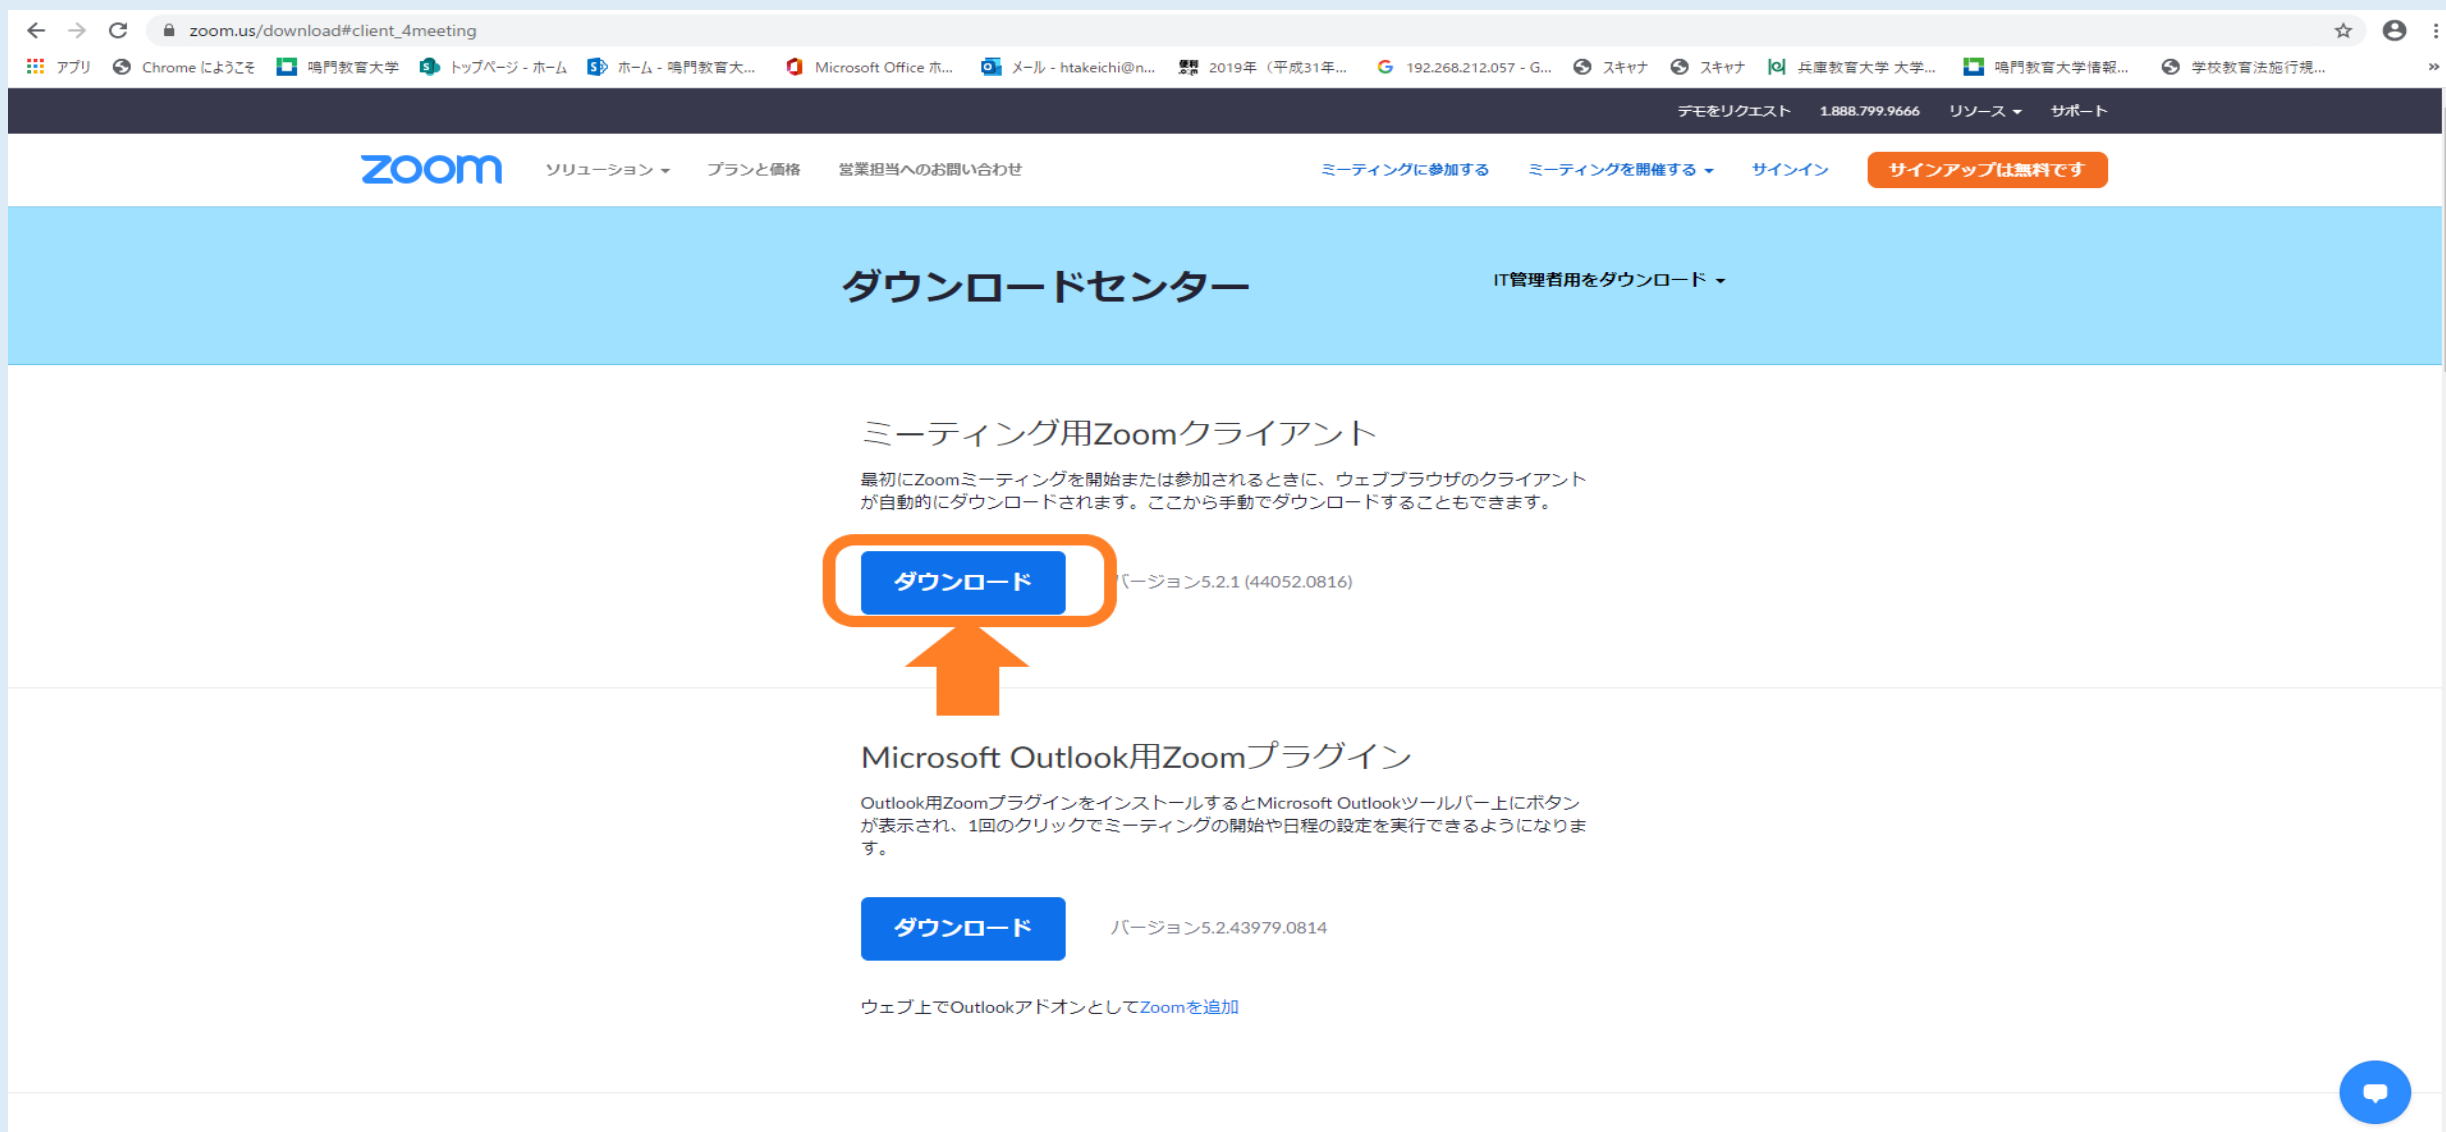 zoom.us/download#client_4meeting
アプリ Chrome にようこそ 鳴門教育大学 トップページ - ホーム ホーム - 鳴門教育大... Microsoft Office ホ... メール - htakeichi@n... 2019年（平成31年... 192.268.212.057 - G... スキャナ スキャナ 兵庫教育大学 大学... 鳴門教育大学情報... 学校教育法施行規... »
デモをリクエスト 1.888.799.9666 リソース サポート
zoom ソリューション プランと価格 営業担当へのお問い合わせ ミーティングに参加する ミーティングを開催する サインイン サインアップは無料です
ダウンロードセンター IT管理者用をダウンロード
ミーティング用Zoomクライアント
最初にZoomミーティングを開始または参加されるときに、ウェブブラウザのクライアント
が自動的にダウンロードされます。ここから手動でダウンロードすることもできます。
ダウンロード バージョン5.2.1 (44052.0816)
Microsoft Outlook用Zoomプラグイン
Outlook用ZoomプラグインをインストールするとMicrosoft Outlookツールバー上にボタン
が表示され、1回のクリックでミーティングの開始や日程の設定を実行できるようになりま
す。
ダウンロード バージョン5.2.43979.0814
ウェブ上でOutlookアドオンとしてZoomを追加